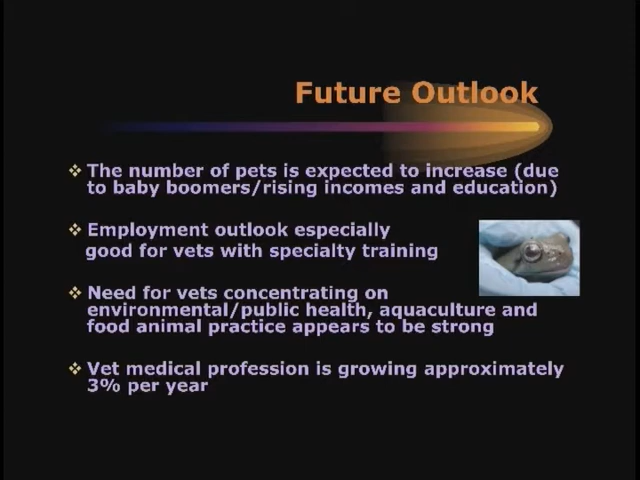 Future Outlook
The number of pets is expected to increase (due
to baby boomers/rising incomes and education)
Employment outlook especially
good for vets with specialty training
Need for vets concentrating on
environmental/public health, aquaculture and
food animal practice appears to be strong
Vet medical profession is growing approximately
3% per year